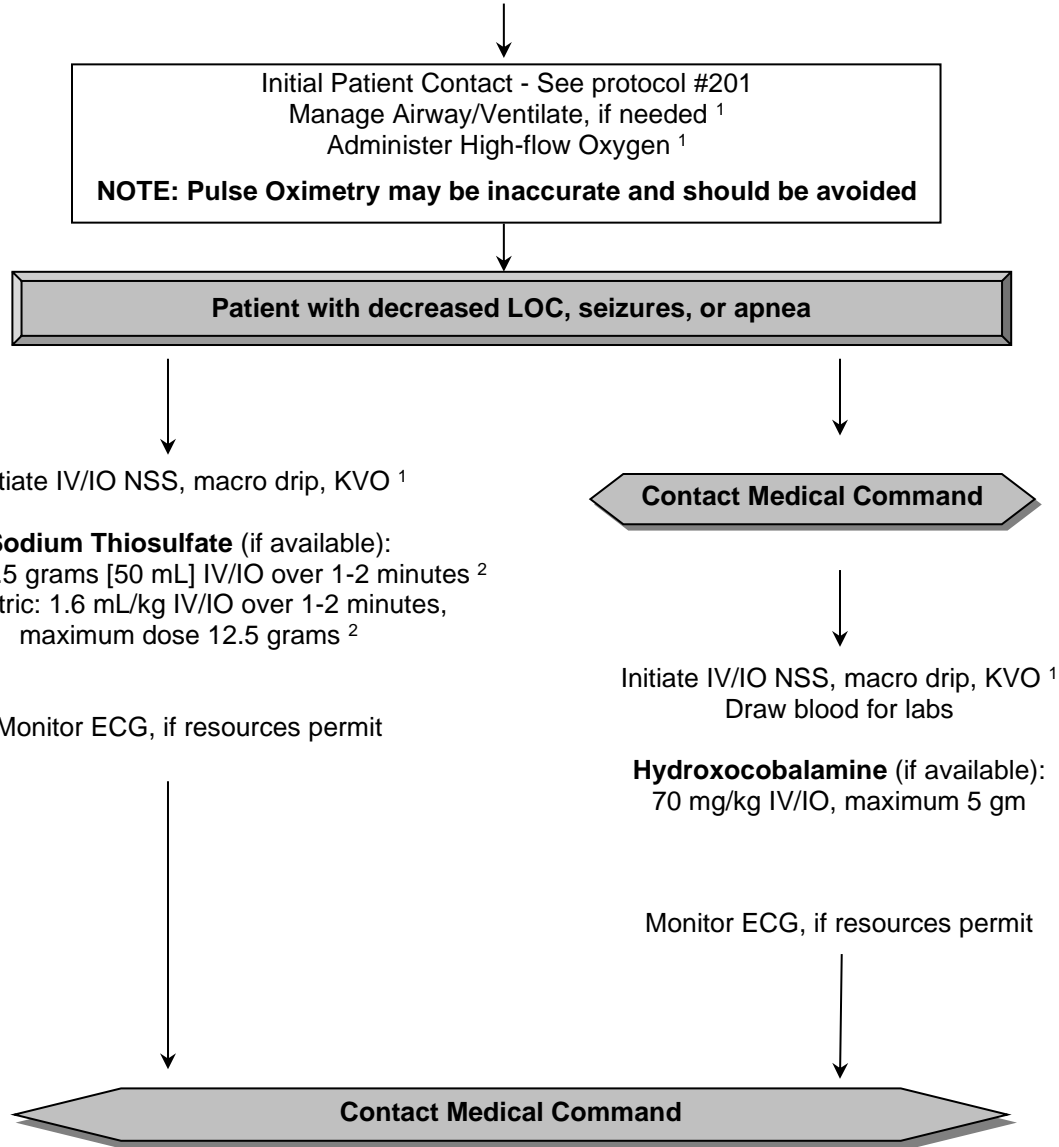 Initial Patient Contact - See protocol #201
Manage Airway/Ventilate, if needed ¹
Administer High-flow Oxygen ¹
NOTE: Pulse Oximetry may be inaccurate and should be avoided
Patient with decreased LOC, seizures, or apnea
tiate IV/IO NSS, macro drip, KVO ¹
Sodium Thiosulfate (if available):
.5 grams [50 mL] IV/IO over 1-2 minutes ²
tric: 1.6 mL/kg IV/IO over 1-2 minutes,
maximum dose 12.5 grams ²
Monitor ECG, if resources permit
Contact Medical Command
Initiate IV/IO NSS, macro drip, KVO ¹
Draw blood for labs
Hydroxocobalamine (if available):
70 mg/kg IV/IO, maximum 5 gm
Monitor ECG, if resources permit
Contact Medical Command